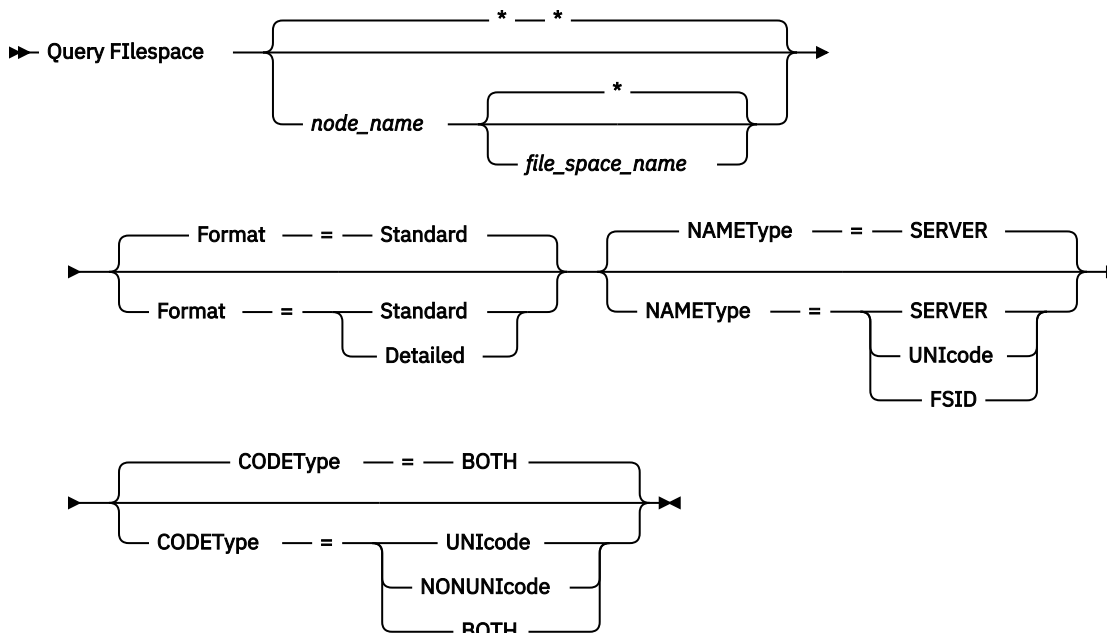 * *
Query FIlespace
*
node_name
file_space_name
Format = Standard NAMEType = SERVER
Format = Standard NAMEType = SERVER
Detailed UNIcode
FSID
CODEType = BOTH
CODEType = UNIcode
NONUNIcode
BOTH